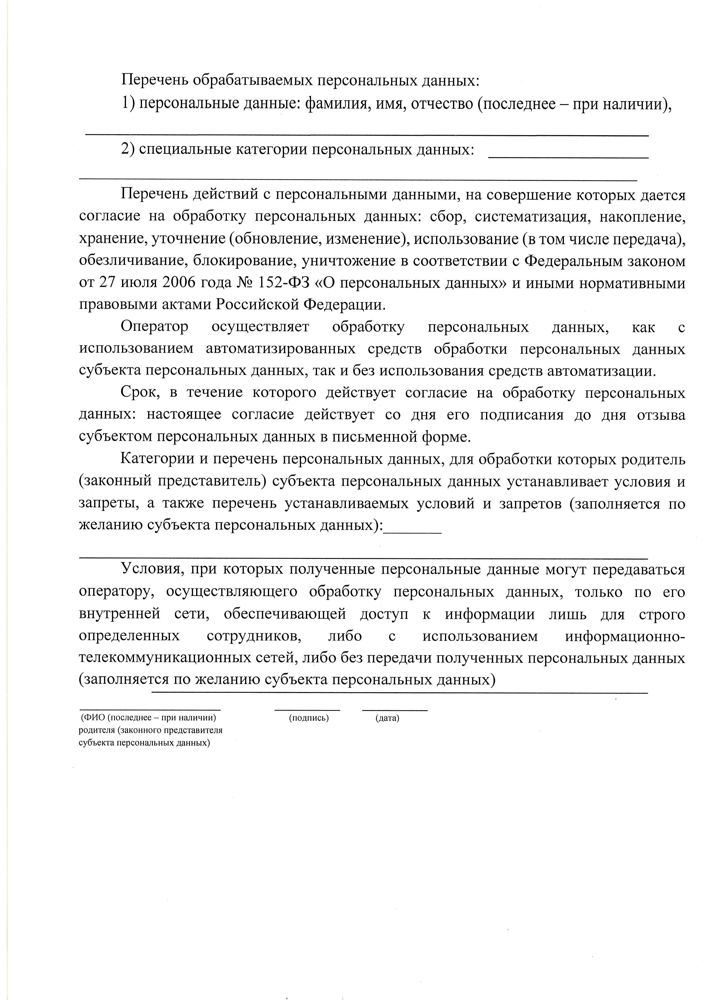 Перечень обрабатываемых персональных данных:
1) персональные данные: фамилия, имя, отчество (последнее – при наличии),
2) специальные категории персональных данных:
Перечень действий с персональными данными, на совершение которых дается
согласие на обработку персональных данных: сбор, систематизация, накопление,
хранение, уточнение (обновление, изменение), использование (в том числе передача),
обезличивание, блокирование, уничтожение в соответствии с Федеральным законом
от 27 июля 2006 года № 152-ФЗ «О персональных данных» и иными нормативными
правовыми актами Российской Федерации.
Оператор осуществляет обработку персональных данных, как с
использованием автоматизированных средств обработки персональных данных
субъекта персональных данных, так и без использования средств автоматизации.
Срок, в течение которого действует согласие на обработку персональных
данных: настоящее согласие действует со дня его подписания до дня отзыва
субъектом персональных данных в письменной форме.
Категории и перечень персональных данных, для обработки которых родитель
(законный представитель) субъекта персональных данных устанавливает условия и
запреты, а также перечень устанавливаемых условий и запретов (заполняется по
желанию субъекта персональных данных):_______
Условия, при которых полученные персональные данные могут передаваться
оператору, осуществляющего обработку персональных данных, только по его
внутренней сети, обеспечивающей доступ к информации лишь для строго
определенных сотрудников, либо с использованием информационно-
телекоммуникационных сетей, либо без передачи полученных персональных данных
(заполняется по желанию субъекта персональных данных)
(ФИО (последнее – при наличии) (подпись) (дата)
родителя (законного представителя
субъекта персональных данных)